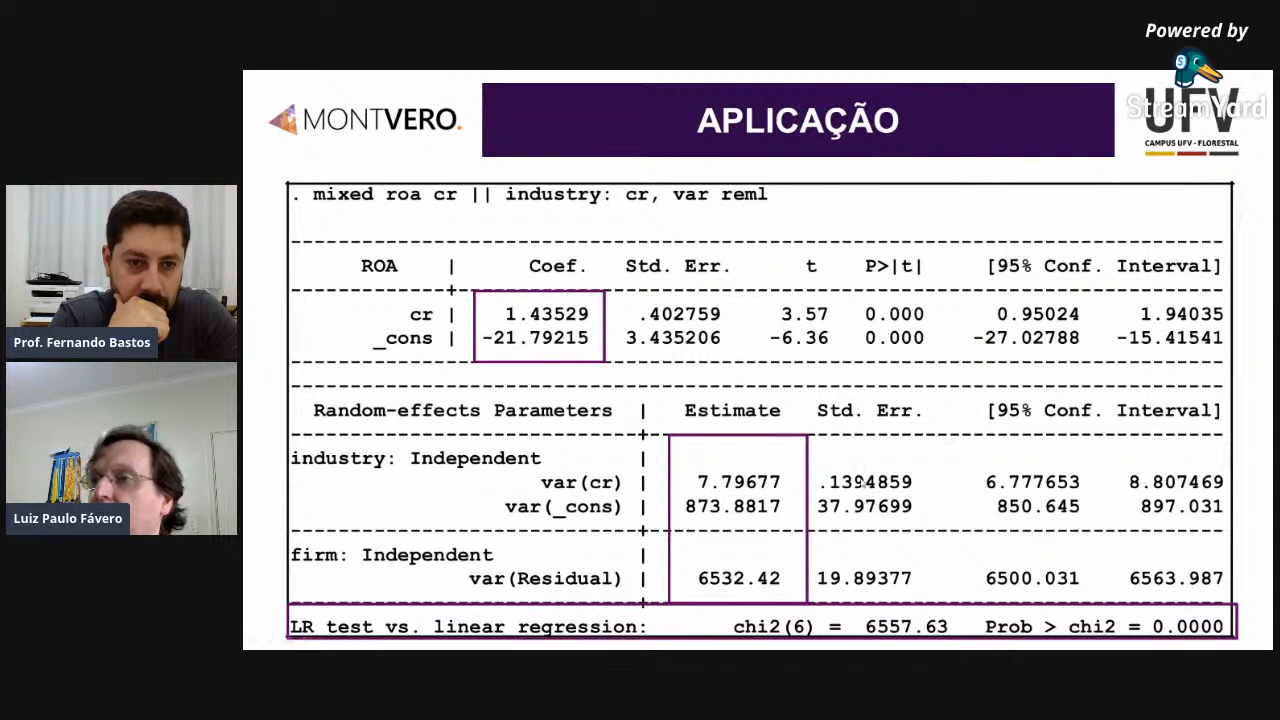 Powered by
StreamYard
MONTVERO.
APLICAÇÃO
UFV
CAMPUS UFV - FLORESTAL
. mixed roa cr || industry: cr, var reml
ROA | Coef. Std. Err. t P>|t| [95% Conf. Interval]
cr | 1.43529 .402759 3.57 0.000 0.95024 1.94035
_cons | -21.79215 3.435206 -6.36 0.000 -27.02788 -15.41541
Random-effects Parameters | Estimate Std. Err. [95% Conf. Interval]
industry: Independent |
var(cr) | 7.79677 .1394859 6.777653 8.807469
var(_cons) | 873.8817 37.97699 850.645 897.031
firm: Independent |
var(Residual) | 6532.42 19.89377 6500.031 6563.987
LR test vs. linear regression: chi2(6) = 6557.63 Prob > chi2 = 0.0000
Prof. Fernando Bastos
Luiz Paulo Fávero